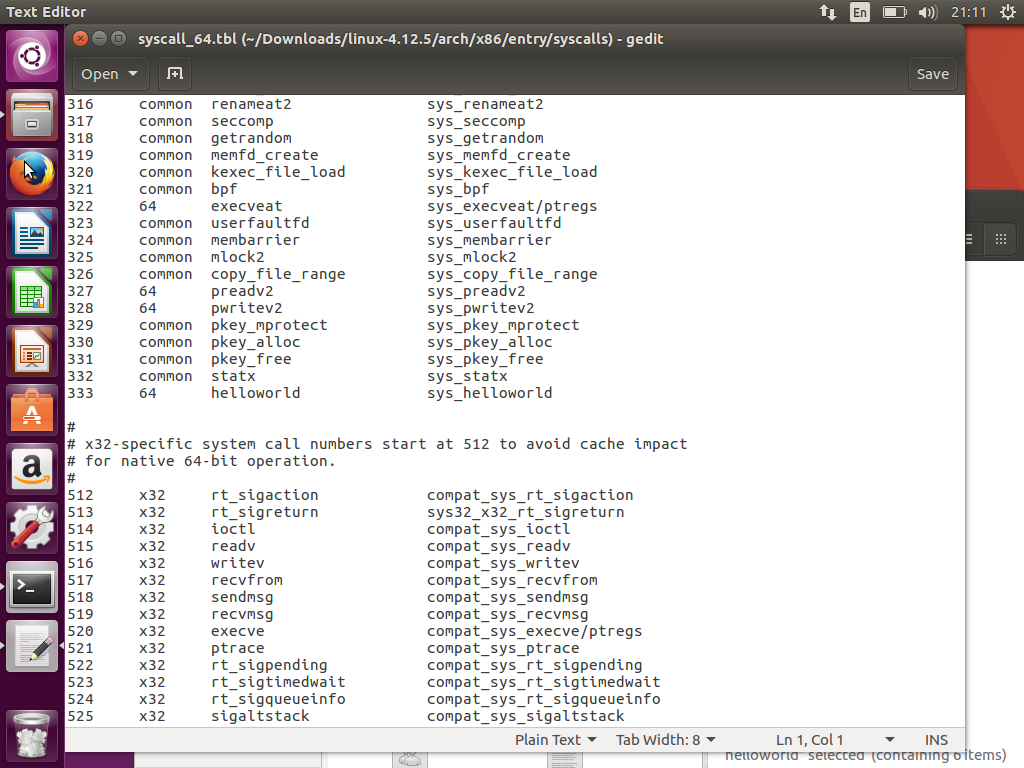 Text Editor En 21:11
syscall_64.tbl (~/Downloads/linux-4.12.5/arch/x86/entry/syscalls) - gedit
Open Save
316 common renameat2 sys_renameat2
317 common seccomp sys_seccomp
318 common getrandom sys_getrandom
319 common memfd_create sys_memfd_create
320 common kexec_file_load sys_kexec_file_load
321 common bpf sys_bpf
322 64 execveat sys_execveat/ptregs
323 common userfaultfd sys_userfaultfd
324 common membarrier sys_membarrier
325 common mlock2 sys_mlock2
326 common copy_file_range sys_copy_file_range
327 64 preadv2 sys_preadv2
328 64 pwritev2 sys_pwritev2
329 common pkey_mprotect sys_pkey_mprotect
330 common pkey_alloc sys_pkey_alloc
331 common pkey_free sys_pkey_free
332 common statx sys_statx
333 64 helloworld sys_helloworld
#
# x32-specific system call numbers start at 512 to avoid cache impact
# for native 64-bit operation.
#
512 x32 rt_sigaction compat_sys_rt_sigaction
513 x32 rt_sigreturn sys32_x32_rt_sigreturn
514 x32 ioctl compat_sys_ioctl
515 x32 readv compat_sys_readv
516 x32 writev compat_sys_writev
517 x32 recvfrom compat_sys_recvfrom
518 x32 sendmsg compat_sys_sendmsg
519 x32 recvmsg compat_sys_recvmsg
520 x32 execve compat_sys_execve/ptregs
521 x32 ptrace compat_sys_ptrace
522 x32 rt_sigpending compat_sys_rt_sigpending
523 x32 rt_sigtimedwait compat_sys_rt_sigtimedwait
524 x32 rt_sigqueueinfo compat_sys_rt_sigqueueinfo
525 x32 sigaltstack compat_sys_sigaltstack
Plain Text Tab Width: 8 Ln 1, Col 1 INS
"helloworld" selected (containing 6 items)